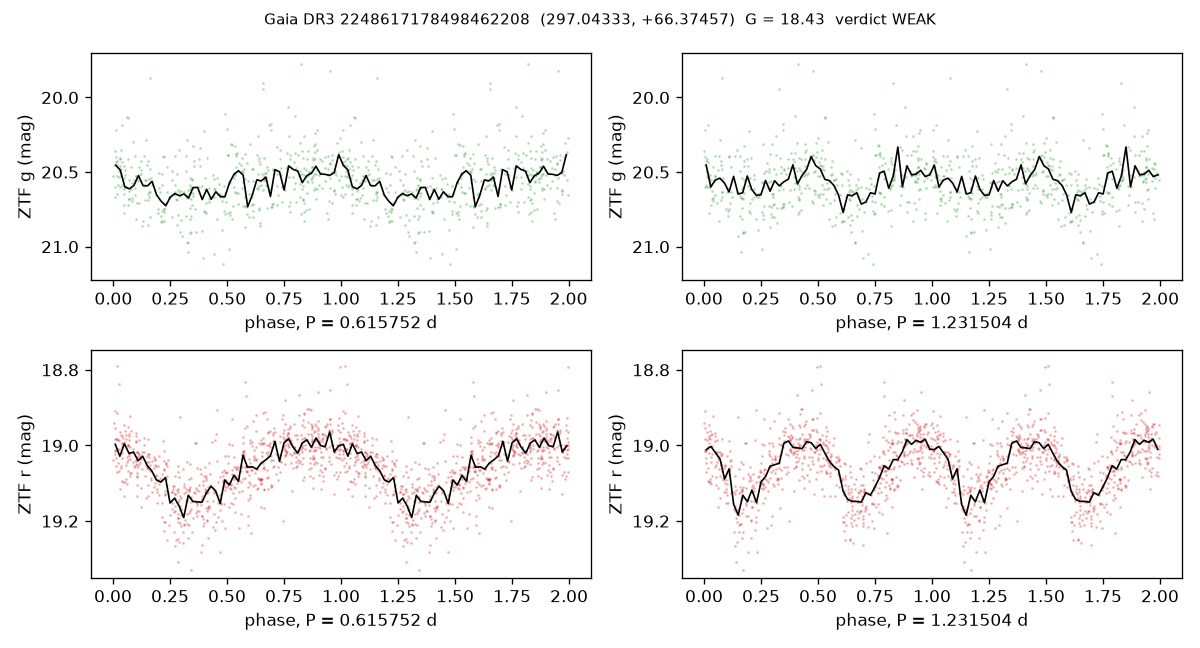 Gaia DR3 2248617178498462208 (297.04333, +66.37457) G = 18.43 verdict WEAK
ZTF g (mag)
20.0
20.5
21.0
0.00 0.25 0.50 0.75 1.00 1.25 1.50 1.75 2.00
phase, P = 0.615752 d
ZTF g (mag)
20.0
20.5
21.0
0.00 0.25 0.50 0.75 1.00 1.25 1.50 1.75 2.00
phase, P = 1.231504 d
ZTF r (mag)
18.8
19.0
19.2
0.00 0.25 0.50 0.75 1.00 1.25 1.50 1.75 2.00
phase, P = 0.615752 d
ZTF r (mag)
18.8
19.0
19.2
0.00 0.25 0.50 0.75 1.00 1.25 1.50 1.75 2.00
phase, P = 1.231504 d